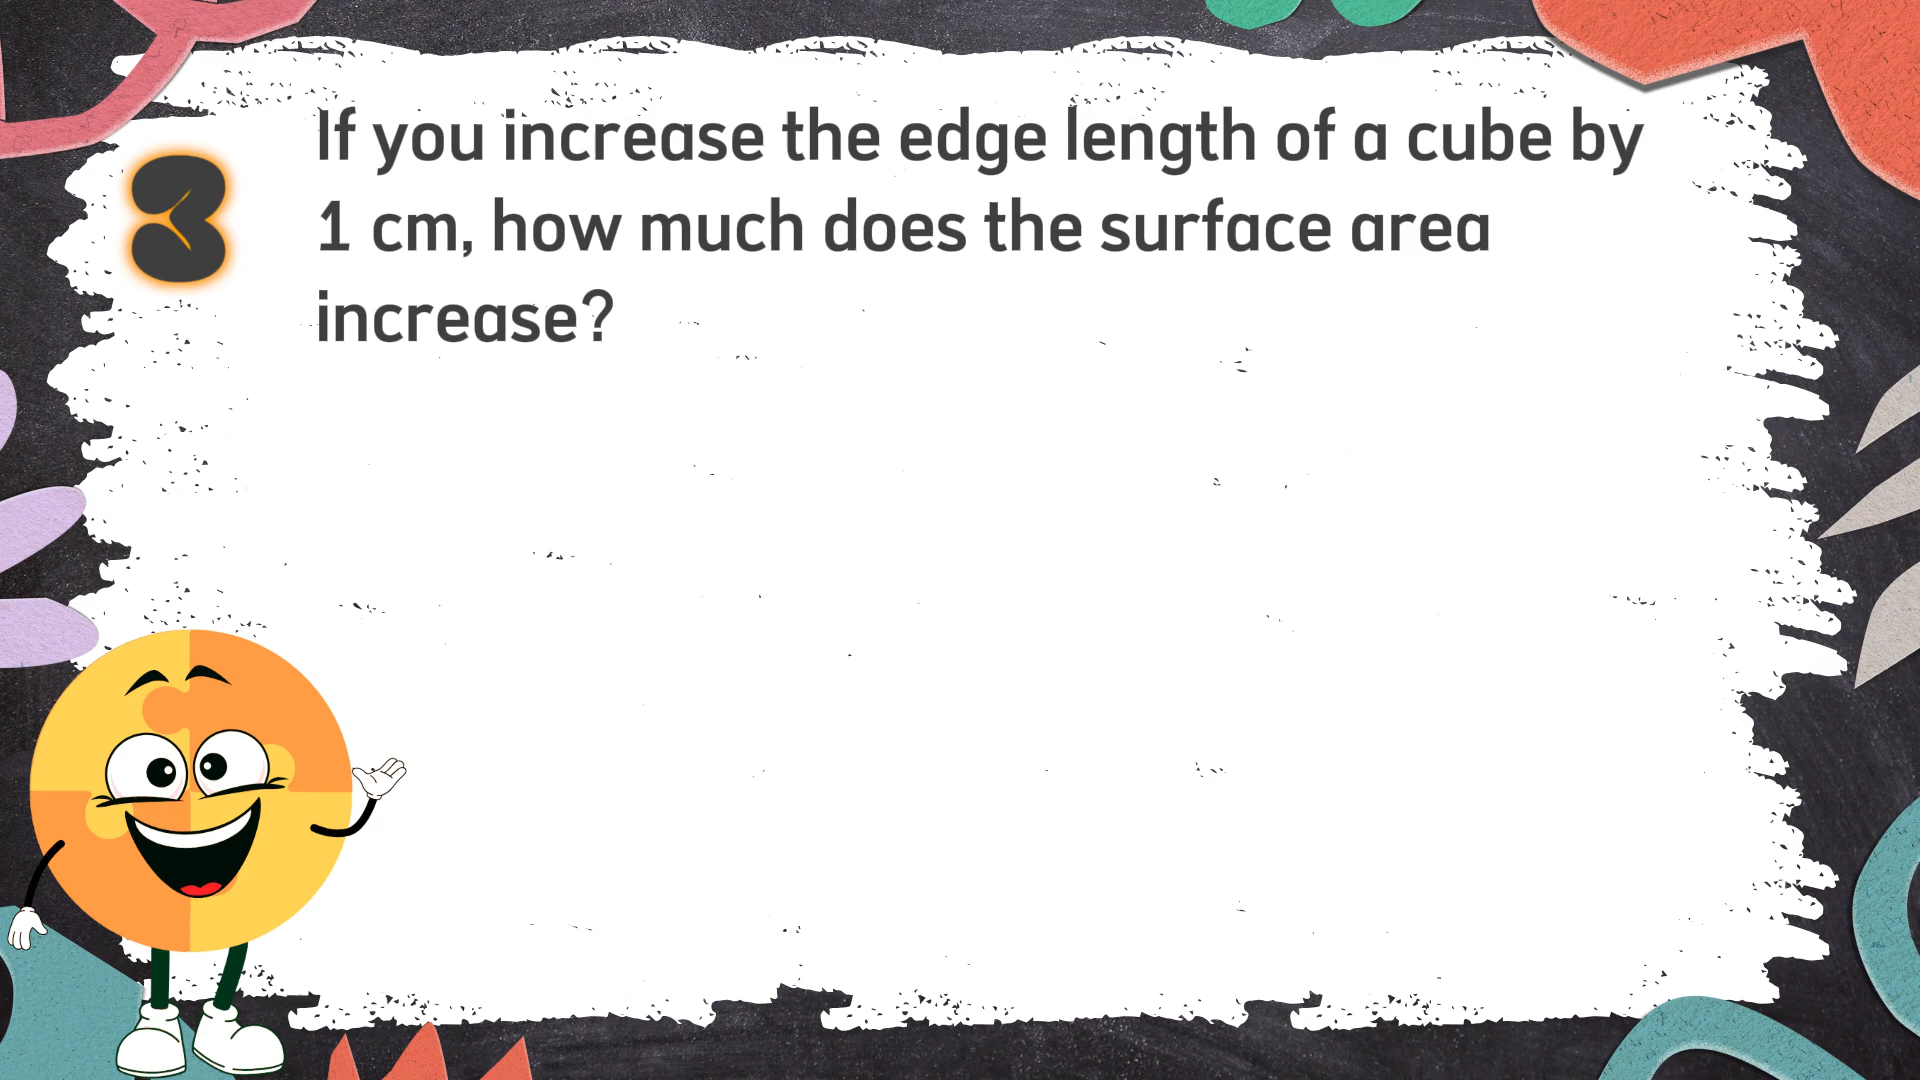 3
If you increase the edge length of a cube by
1 cm, how much does the surface area
increase?